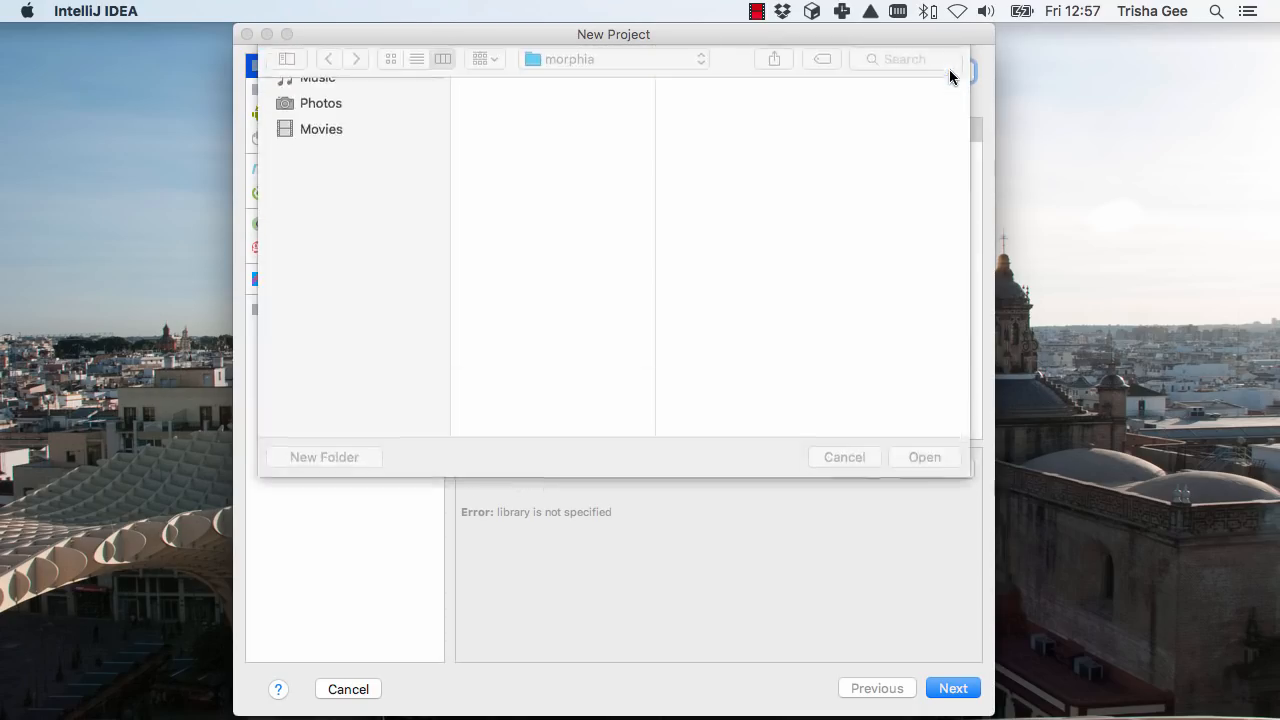 IntelliJ IDEA
Fri 12:57 Trisha Gee
New Project
morphia
Search
Music
Photos
Movies
New Folder
Cancel
Open
Error: library is not specified
?
Cancel
Previous
Next